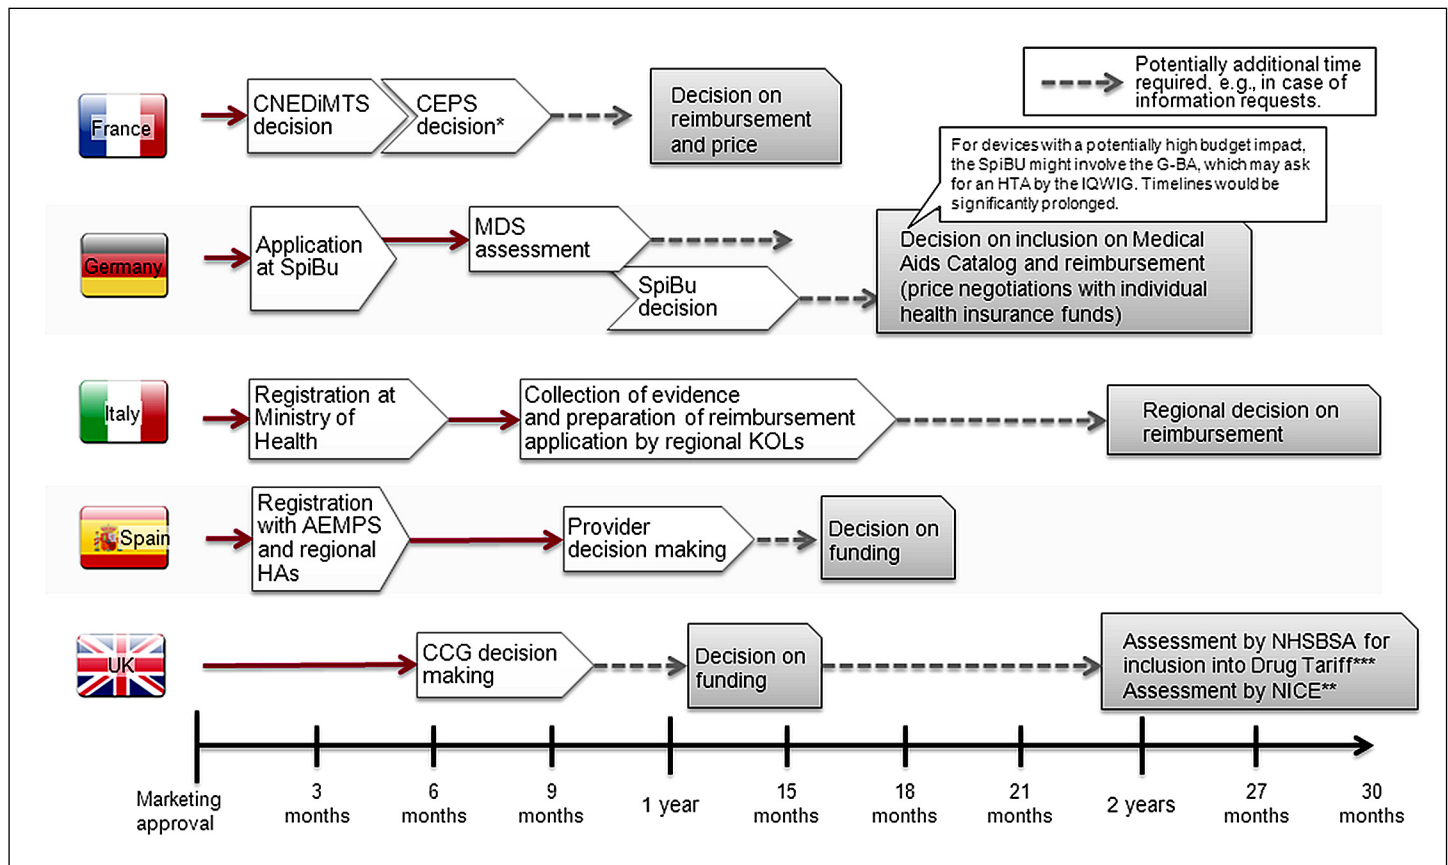 Potentially additional time
required, e.g., in case of
information requests.
France
CNEDiMTS
decision
CEPS
decision*
Decision on
reimbursement
and price
For devices with a potentially high budget impact,
the SpiBU might involve the G-BA, which may ask
for an HTA by the IQWIG. Timelines would be
significantly prolonged.
Germany
Application
at SpiBu
MDS
assessment
SpiBu
decision
Decision on inclusion on Medical
Aids Catalog and reimbursement
(price negotiations with individual
health insurance funds)
Italy
Registration at
Ministry of
Health
Collection of evidence
and preparation of reimbursement
application by regional KOLs
Regional decision on
reimbursement
Spain
Registration
with AEMPS
and regional
HAs
Provider
decision making
Decision on
funding
UK
CCG decision
making
Decision on
funding
Assessment by NHSBSA for
inclusion into Drug Tariff***
Assessment by NICE**
Marketing
approval
3
months
6
months
9
months
1 year
15
months
18
months
21
months
2 years
27
months
30
months